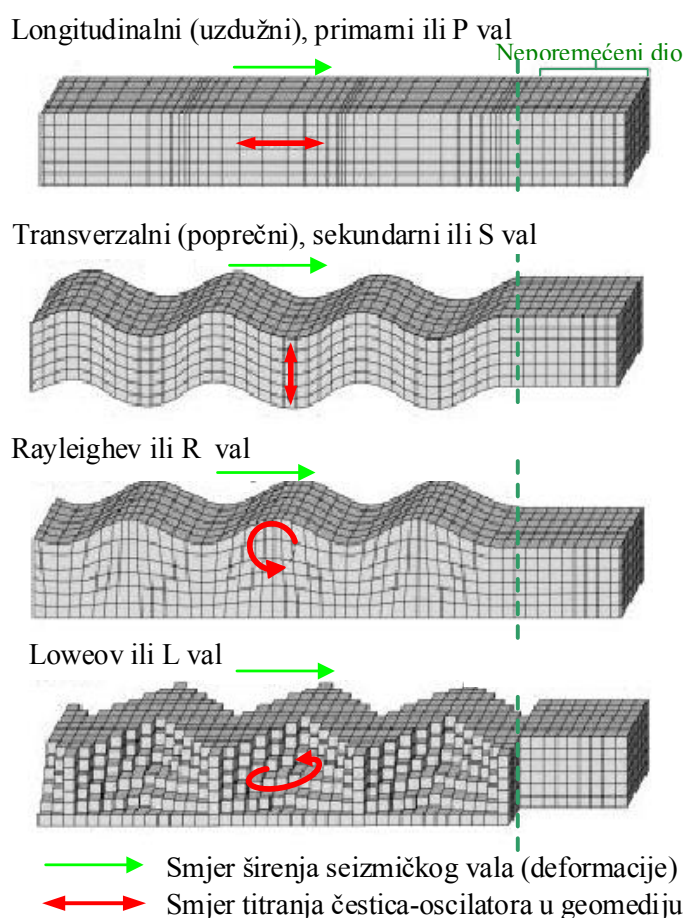 Longitudinalni (uzdužni), primarni ili P val
Neporemećeni dio
Transverzalni (poprečni), sekundarni ili S val
Rayleighev ili R val
Loweov ili L val
Smjer širenja seizmičkog vala (deformacije)
Smjer titranja čestica-oscilatora u geomediju